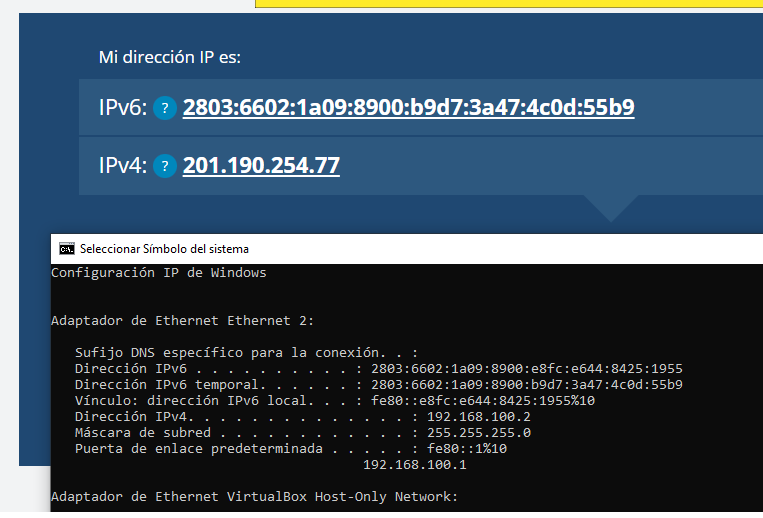 Mi dirección IP es:
IPv6: ? 2803:6602:1a09:8900:b9d7:3a47:4c0d:55b9
IPv4: ? 201.190.254.77
C:\. Seleccionar Símbolo del sistema
Configuración IP de Windows
Adaptador de Ethernet Ethernet 2:
Sufijo DNS específico para la conexión. . :
Dirección IPv6 . . . . . . . . . . : 2803:6602:1a09:8900:e8fc:e644:8425:1955
Dirección IPv6 temporal. . . . . . : 2803:6602:1a09:8900:b9d7:3a47:4c0d:55b9
Vínculo: dirección IPv6 local. . . : fe80::e8fc:e644:8425:1955%10
Dirección IPv4. . . . . . . . . . . . . . : 192.168.100.2
Máscara de subred . . . . . . . . . . . . : 255.255.255.0
Puerta de enlace predeterminada . . . . . : fe80::1%10
192.168.100.1
Adaptador de Ethernet VirtualBox Host-Only Network: